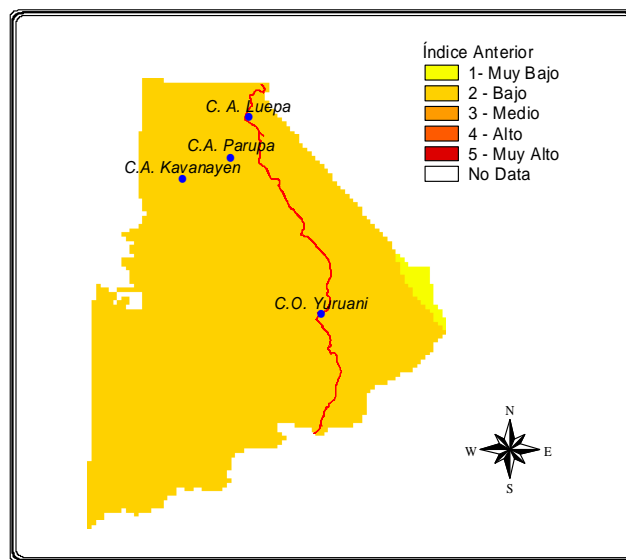 Índice Anterior
1- Muy Bajo
2 - Bajo
3 - Medio
4 - Alto
5 - Muy Alto
No Data
C. A. Luepa
C.A. Parupa
C.A. Kavanayen
C.O. Yuruani
N
W
E
S